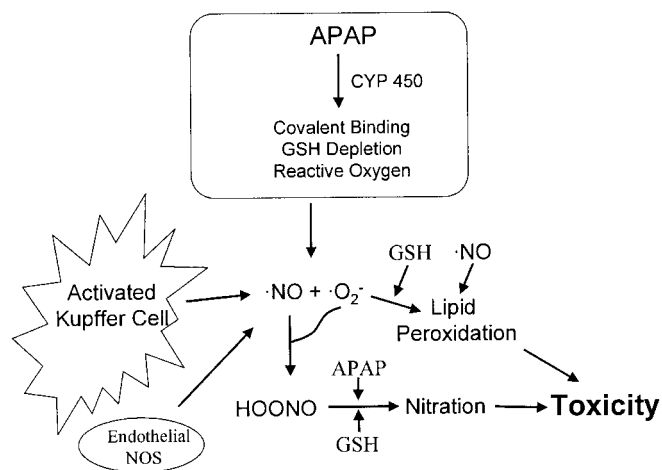 APAP
CYP 450
Covalent Binding
GSH Depletion
Reactive Oxygen
GSH
·NO
Activated
Kupffer Cell
·NO + ·O₂⁻
Lipid
Peroxidation
APAP
HOONO
Nitration
Toxicity
GSH
Endothelial
NOS